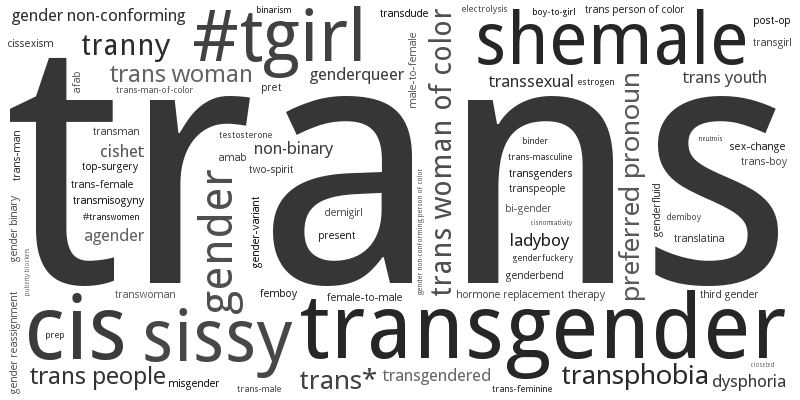 gender non-conforming
binarism
#tgirl
transdude
electrolysis
boy-to-girl
trans person of color
post-op
cissexism
tranny
shemale
transgirl
trans woman
afab
genderqueer
male-to-female
trans woman of color
transsexual
estrogen
trans youth
trans-man-of-color
pret
preferred pronoun
trans
trans-man
transman
testosterone
non-binary
binder
neutrois
sex-change
cishet
amab
trans-masculine
trans-boy
top-surgery
two-spirit
transgenders
trans-female
gender
transpeople
genderfluid
transmisogyny
gender-variant
demigirl
bi-gender
demiboy
#transwomen
cisnormativity
gender binary
agender
present
gender non-conforming person of color
ladyboy
translatina
puberty blockers
genderfuckery
genderbend
transwoman
femboy
female-to-male
hormone replacement therapy
third gender
gender reassignment
cis
prep
sissy
transgender
trans people
misgender
trans-male
trans*
transgendered
trans-feminine
transphobia
closeted
dysphoria